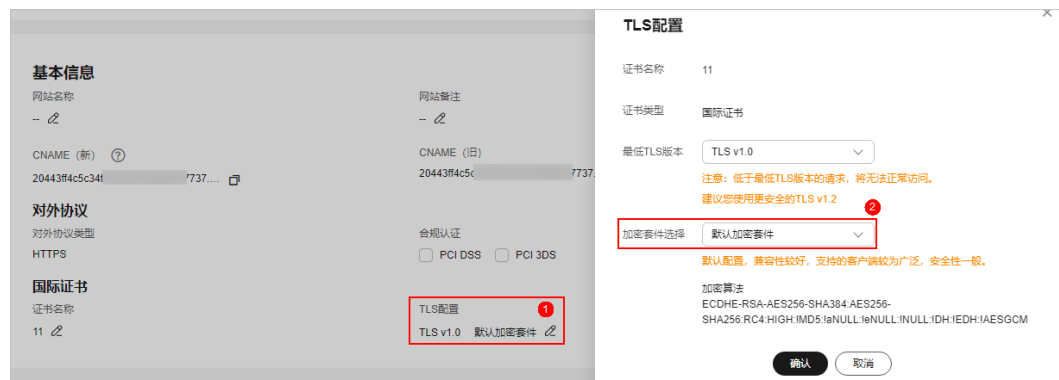 基本信息
网站名称
网站备注
--
--
CNAME（新）
CNAME（旧）
20443ff4c5c34f 7737....
20443ff4c5c 7737.
对外协议
对外协议类型
合规认证
HTTPS
PCI DSS PCI 3DS
国际证书
证书名称
TLS配置
1
11
TLS v1.0 默认加密套件
TLS配置
证书名称 11
证书类型 国际证书
最低TLS版本 TLS v1.0
注意：低于最低TLS版本的请求，将无法正常访问。
建议您使用更安全的TLS v1.2
2
加密套件选择 默认加密套件
默认配置，兼容性较好，支持的客户端较为广泛，安全性一般。
加密算法
ECDHE-RSA-AES256-SHA384:AES256-
SHA256:RC4:HIGH:!MD5:!aNULL:!eNULL:!NULL:!DH:!EDH:!AESGCM
确认 取消